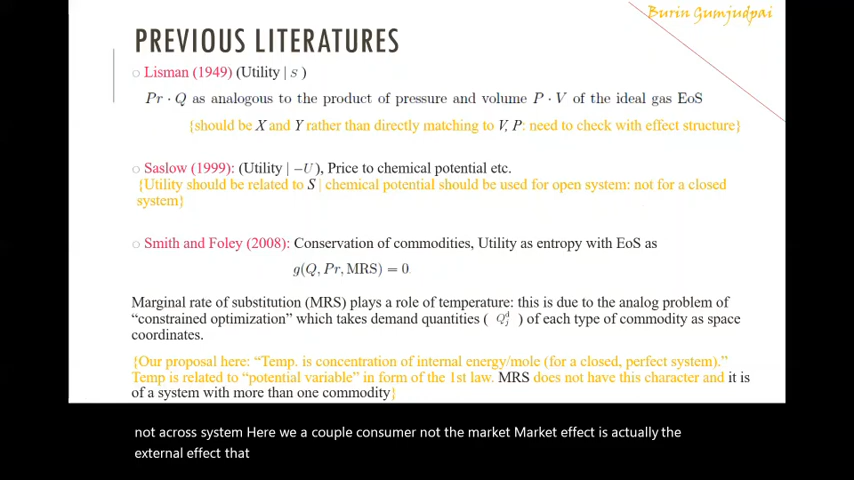 Burin Gumjudpai
PREVIOUS LITERATURES
Lisman (1949) (Utility | S )
Pr · Q as analogous to the product of pressure and volume P · V of the ideal gas EoS
{should be X and Y rather than directly matching to V, P: need to check with effect structure}
Saslow (1999): (Utility | −U), Price to chemical potential etc.
{Utility should be related to S | chemical potential should be used for open system: not for a closed
system}
Smith and Foley (2008): Conservation of commodities, Utility as entropy with EoS as
g(Q, Pr, MRS) = 0.
Marginal rate of substitution (MRS) plays a role of temperature: this is due to the analog problem of
“constrained optimization” which takes demand quantities ( Q_j^d ) of each type of commodity as space
coordinates.
{Our proposal here: “Temp. is concentration of internal energy/mole (for a closed, perfect system).”
Temp is related to “potential variable” in form of the 1st law. MRS does not have this character and it is
of a system with more than one commodity}
not across system Here we a couple consumer not the market Market effect is actually the
external effect that